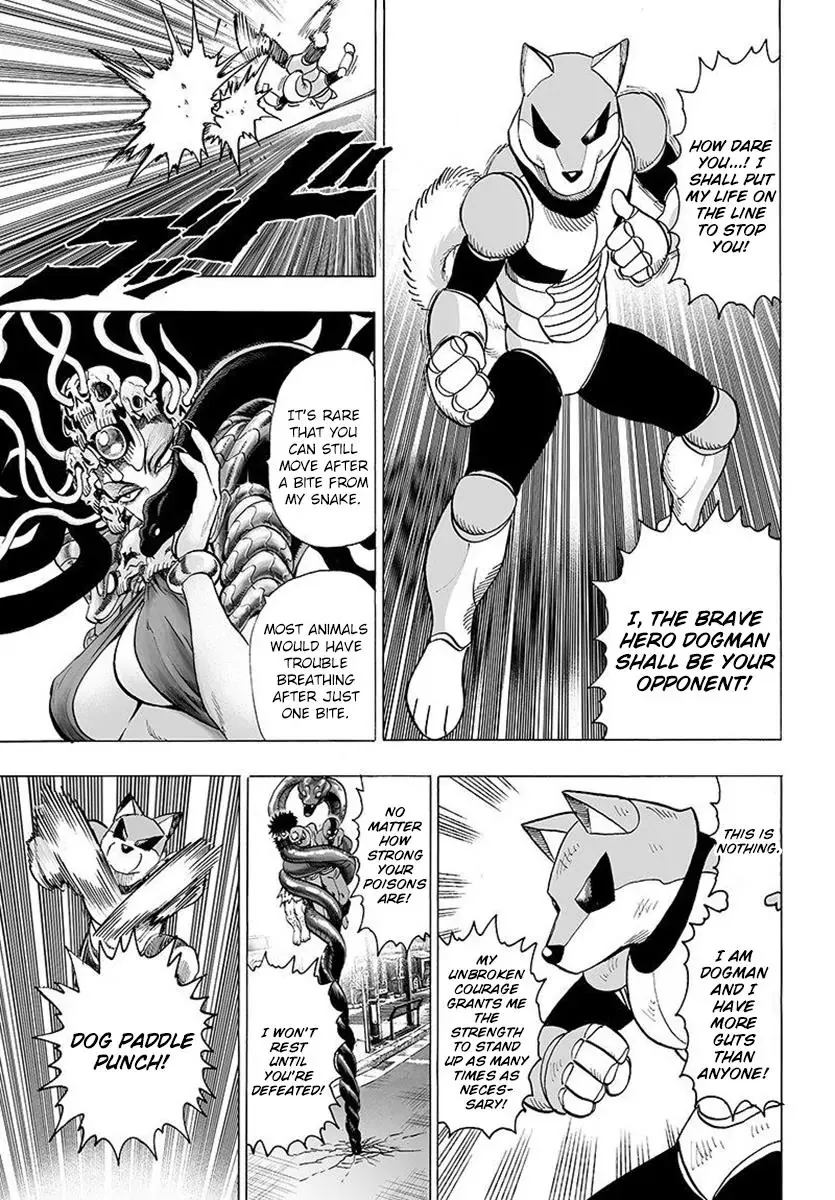 HOW DARE
YOU...! I
SHALL PUT
MY LIFE ON
THE LINE
TO STOP
YOU!
I, THE BRAVE
HERO DOGMAN
SHALL BE YOUR
OPPONENT!
ゴドド
IT'S RARE
THAT YOU
CAN STILL
MOVE AFTER
A BITE FROM
MY SNAKE.
MOST ANIMALS
WOULD HAVE
TROUBLE
BREATHING
AFTER JUST
ONE BITE.
THIS IS
NOTHING.
I AM
DOGMAN
AND I
HAVE
MORE
GUTS
THAN
ANYONE!
MY
UNBROKEN
COURAGE
GRANTS ME
THE
STRENGTH
TO STAND
UP AS MANY
TIMES AS
NECES-
SARY!
NO
MATTER
HOW
STRONG
YOUR
POISONS
ARE!
I WON'T
REST
UNTIL
YOU'RE
DEFEATED!
DOG PADDLE
PUNCH!